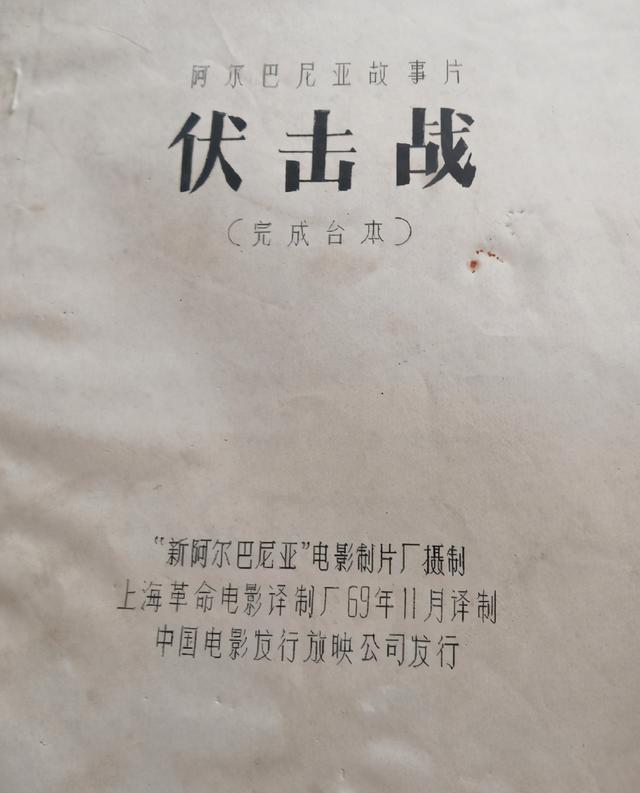 阿尔巴尼亚故事片
伏击战
（完成台本）
“新阿尔巴尼亚”电影制片厂摄制
上海革命电影译制厂69年11月译制
中国电影发行放映公司发行